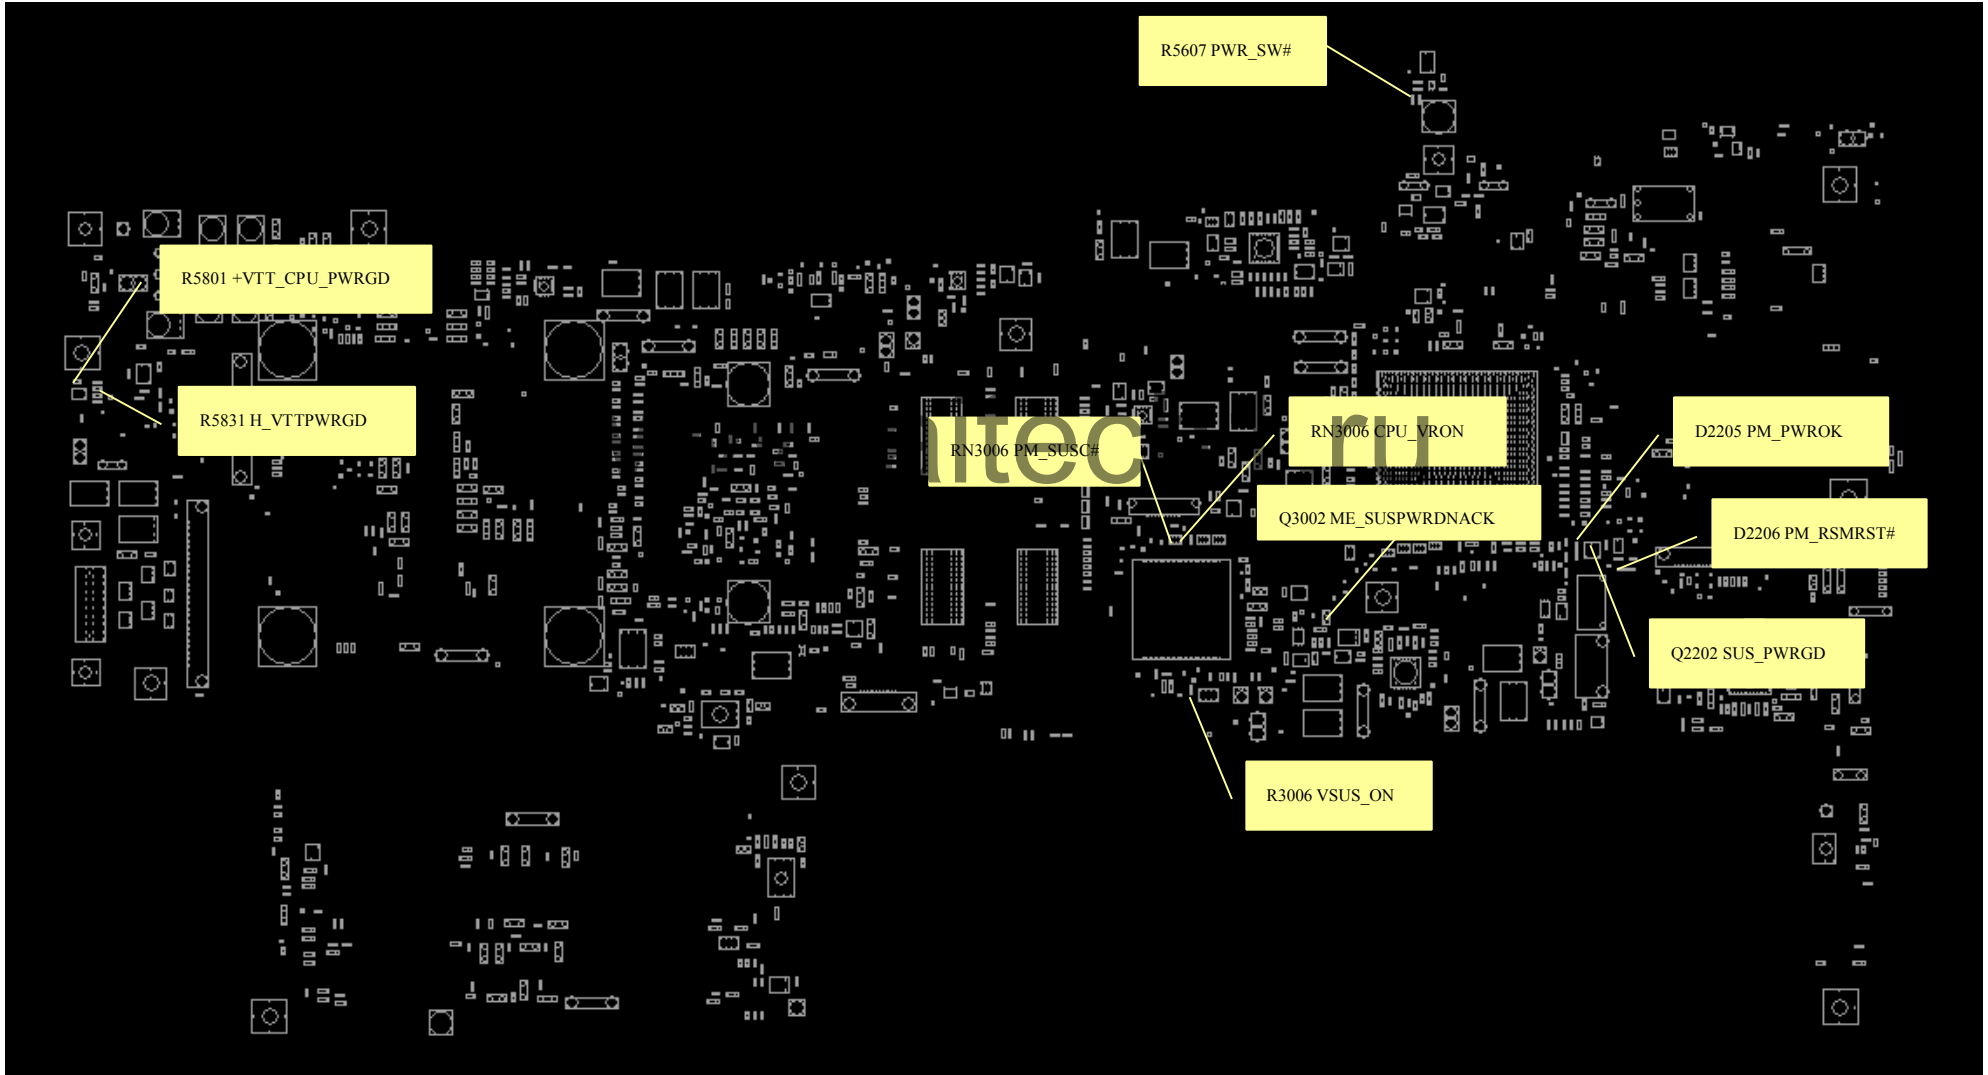 R5607 PWR_SW#
R5801 +VTT_CPU_PWRGD
R5831 H_VTTPWRGD
RN3006 PM_SUSC#
RN3006 CPU_VRON
D2205 PM_PWROK
Q3002 ME_SUSPWRDNACK
D2206 PM_RSMRST#
Q2202 SUS_PWRGD
R3006 VSUS_ON
ru